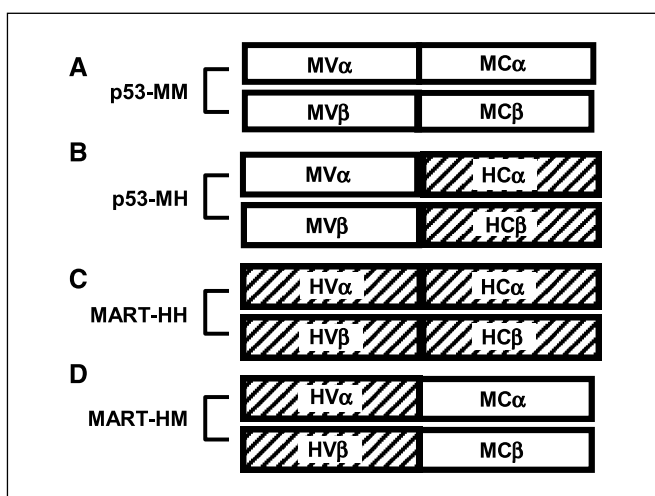 A
p53-MM
MVα MCα
MVβ MCβ
B
p53-MH
MVα HCα
MVβ HCβ
C
MART-HH
HVα HCα
HVβ HCβ
D
MART-HM
HVα MCα
HVβ MCβ